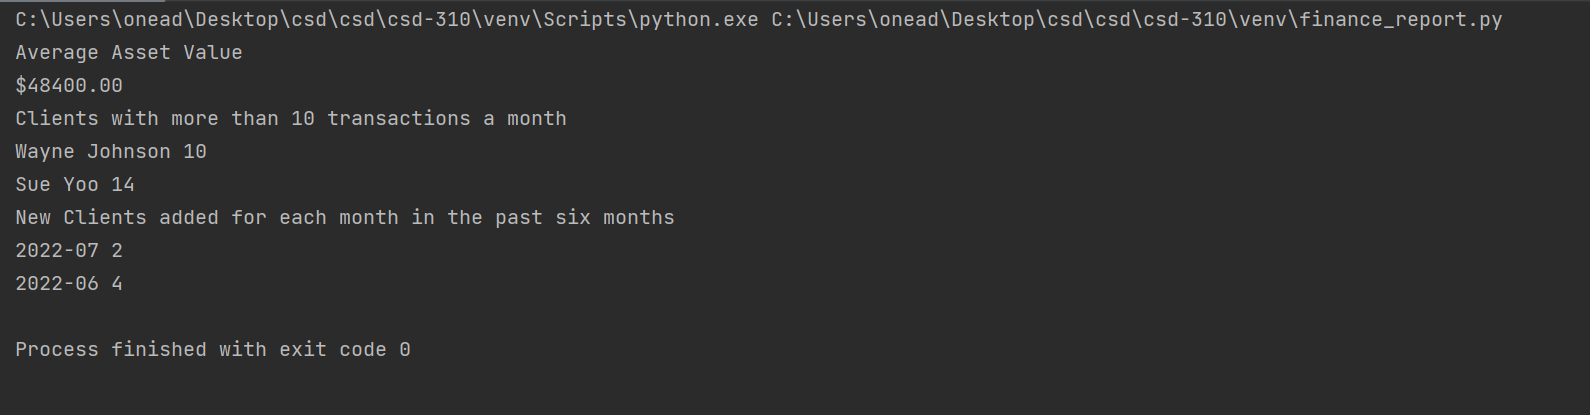 C:\Users\onead\Desktop\csd\csd\csd-310\venv\Scripts\python.exe C:\Users\onead\Desktop\csd\csd\csd-310\venv\finance_report.py
Average Asset Value
$48400.00
Clients with more than 10 transactions a month
Wayne Johnson 10
Sue Yoo 14
New Clients added for each month in the past six months
2022-07 2
2022-06 4
Process finished with exit code 0